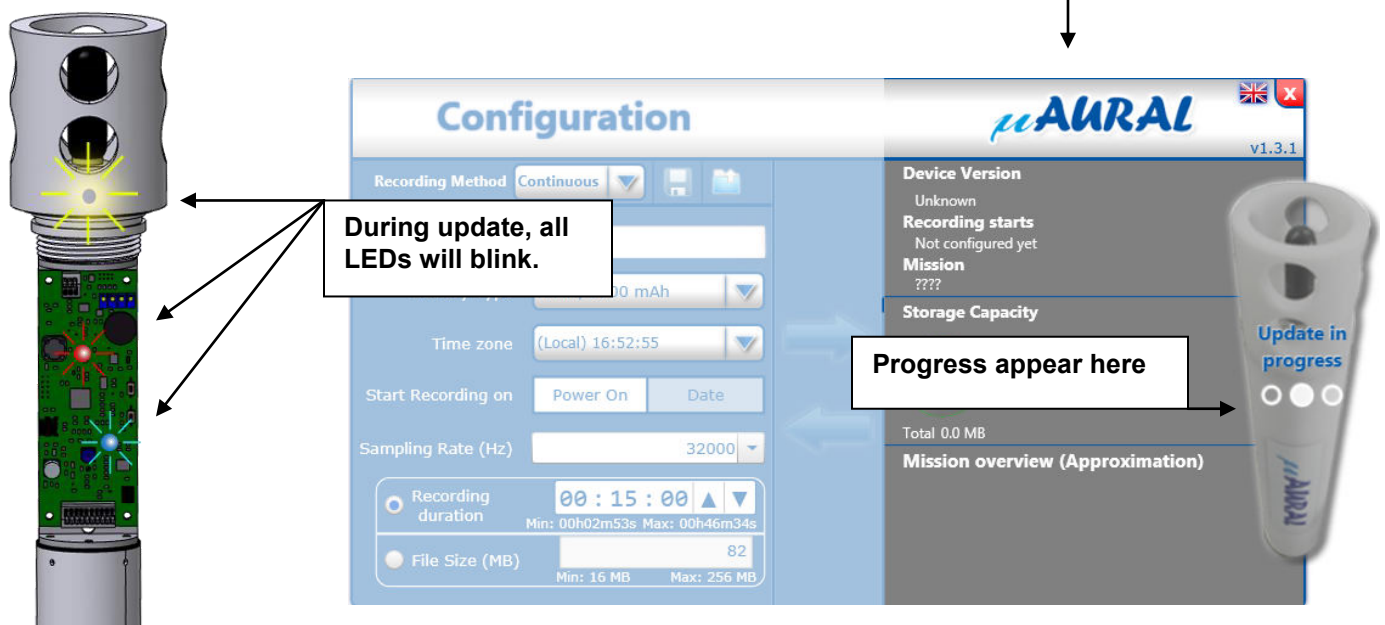 Configuration
µAURAL
X
v1.3.1
Recording Method Continuous
During update, all
LEDs will blink.
00 mAh
Time zone (Local) 16:52:55
Start Recording on Power On Date
Sampling Rate (Hz) 32000
Recording
duration
00 : 15 : 00
Min: 00h02m53s Max: 00h46m34s
File Size (MB) 82
Min: 16 MB Max: 256 MB
Device Version
Unknown
Recording starts
Not configured yet
Mission
????
Storage Capacity
Progress appear here
Total 0.0 MB
Mission overview (Approximation)
Update in
progress
µAURAL